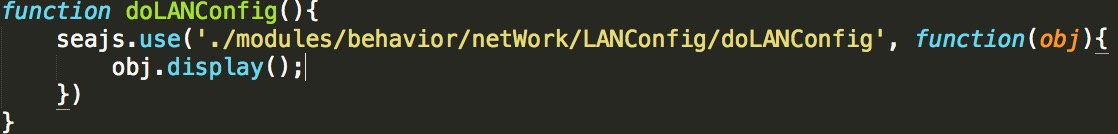 function doLANConfig(){
    seajs.use('./modules/behavior/netWork/LANConfig/doLANConfig', function(obj){
        obj.display();
    })
}